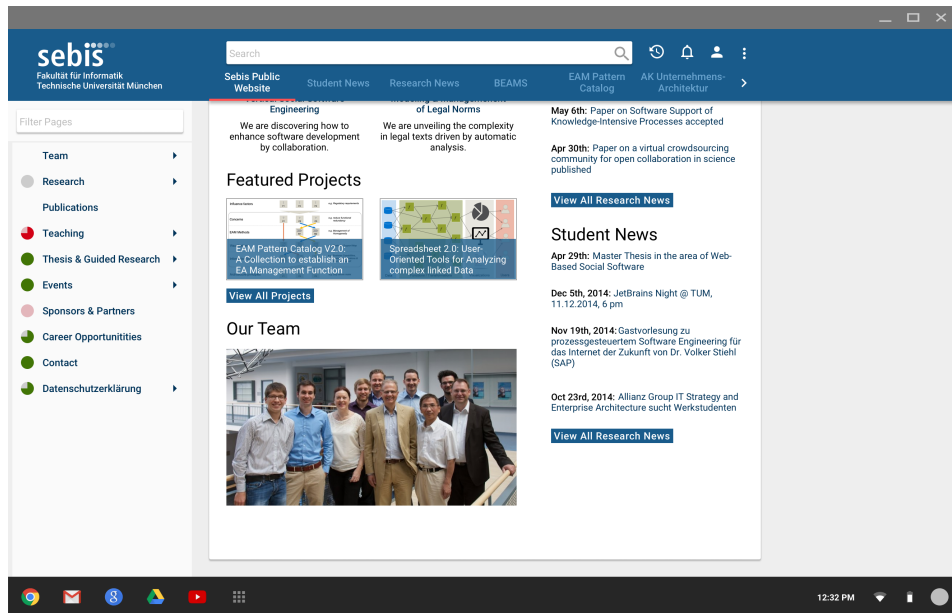 sebis
Fakultät für Informatik
Technische Universität München
Search
Sebis Public
Website
Student News
Research News
BEAMS
EAM Pattern
Catalog
AK Unternehmens-
Architektur
Filter Pages
Team
Research
Publications
Teaching
Thesis & Guided Research
Events
Sponsors & Partners
Career Opportunitities
Contact
Datenschutzerklärung
Engineering
We are discovering how to
enhance software development
by collaboration.
of Legal Norms
We are unveiling the complexity
in legal texts driven by automatic
analysis.
Featured Projects
EAM Pattern Catalog V2.0:
A Collection to establish an
EA Management Function
Spreadsheet 2.0: User-
Oriented Tools for Analyzing
complex linked Data
View All Projects
Our Team
May 6th: Paper on Software Support of
Knowledge-Intensive Processes accepted
Apr 30th: Paper on a virtual crowdsourcing
community for open collaboration in science
published
View All Research News
Student News
Apr 29th: Master Thesis in the area of Web-
Based Social Software
Dec 5th, 2014: JetBrains Night @ TUM,
11.12.2014, 6 pm
Nov 19th, 2014: Gastvorlesung zu
prozessgesteuertem Software Engineering für
das Internet der Zukunft von Dr. Volker Stiehl
(SAP)
Oct 23rd, 2014: Allianz Group IT Strategy and
Enterprise Architecture sucht Werkstudenten
View All Research News
8
12:32 PM